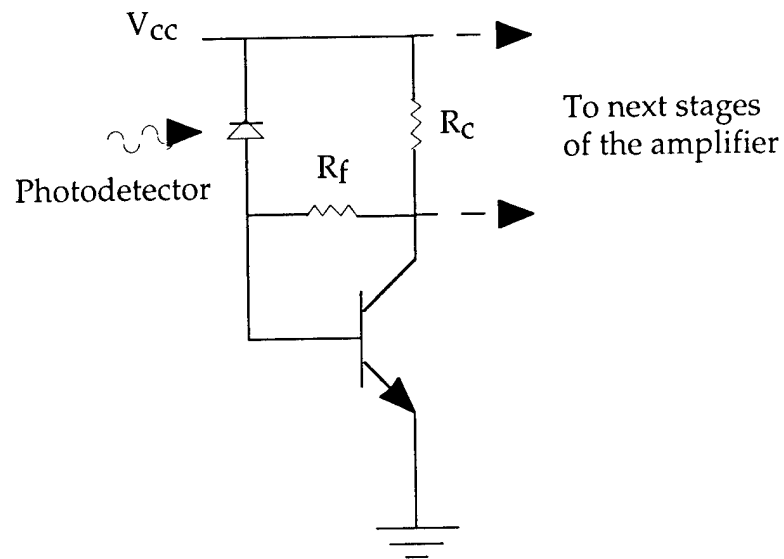 Vcc
To next stages
of the amplifier
Rc
Rf
Photodetector